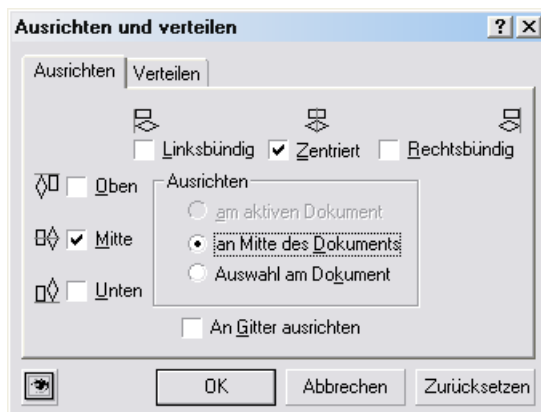 Ausrichten und verteilen
Ausrichten Verteilen
Linksbündig Zentriert Rechtsbündig
Oben
Ausrichten
am aktiven Dokument
Mitte
an Mitte des Dokuments
Auswahl am Dokument
Unten
An Gitter ausrichten
OK Abbrechen Zurücksetzen